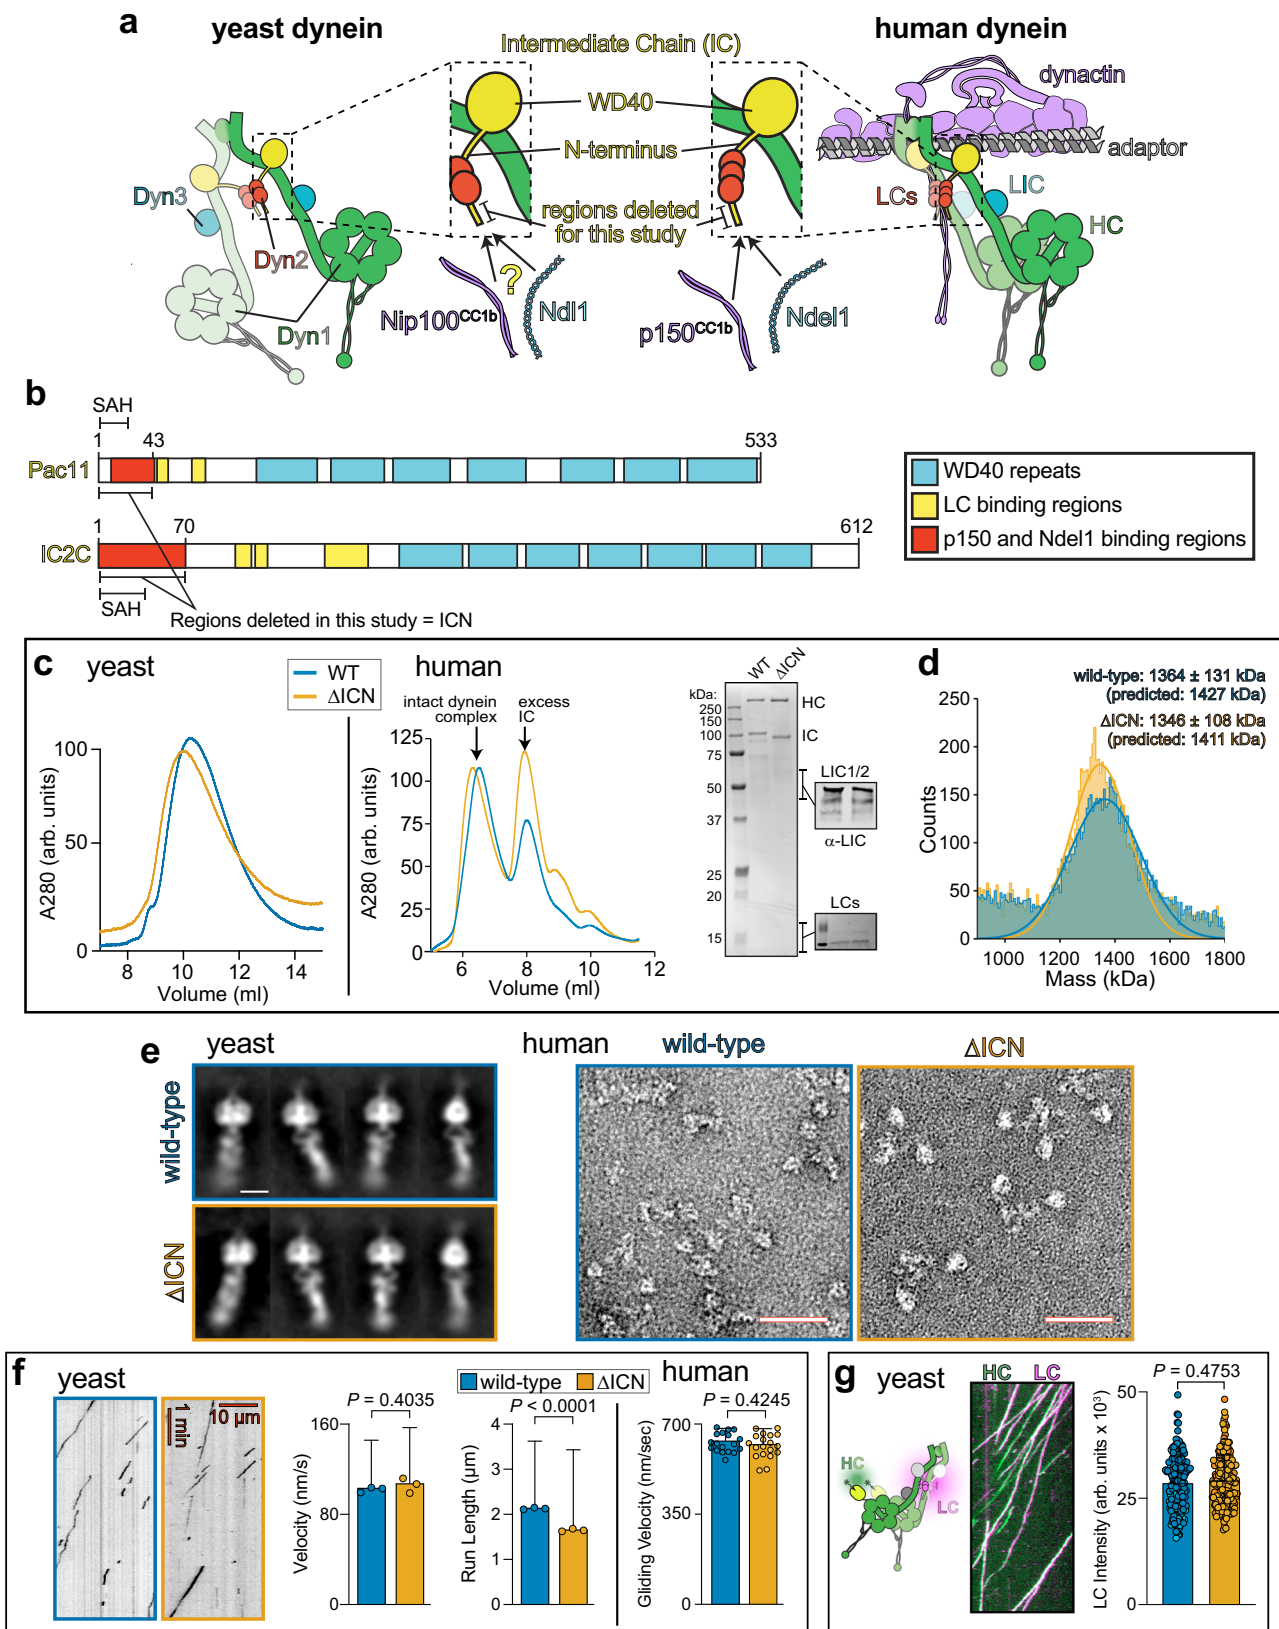 a
yeast dynein
human dynein
Intermediate Chain (IC)
WD40
N-terminus
regions deleted
for this study
dynactin
adaptor
Dyn3
Dyn2
Dyn1
LCs
LIC
HC
?
Nip100CC1b
Ndl1
p150CC1b
Ndel1
b
SAH
1 43 533
Pac11
1 70 612
IC2C
SAH
Regions deleted in this study = ICN
WD40 repeats
LC binding regions
p150 and Ndel1 binding regions
c
yeast
WT
ΔICN
human
A280 (arb. units)
100
50
0
8 10 12 14
Volume (ml)
intact dynein
complex
excess
IC
A280 (arb. units)
125
100
75
50
25
0
6 8 10 12
Volume (ml)
WT ΔICN
kDa:
250
150
100
75
50
37
25
20
15
HC
IC
LIC1/2
α-LIC
LCs
d
wild-type: 1364 ± 131 kDa
(predicted: 1427 kDa)
ΔICN: 1346 ± 108 kDa
(predicted: 1411 kDa)
Counts
250
200
150
100
50
0
1000 1200 1400 1600 1800
Mass (kDa)
e
yeast
human
wild-type
ΔICN
wild-type
ΔICN
f
yeast
1 min
10 µm
wild-type
ΔICN
human
P = 0.4035
Velocity (nm/s)
160
80
0
P < 0.0001
Run Length (µm)
4
3
2
1
0
P = 0.4245
Gliding Velocity (nm/sec)
700
350
0
g
yeast
HC
LC
HC LC
P = 0.4753
LC Intensity (arb. units x 10³)
50
25
0